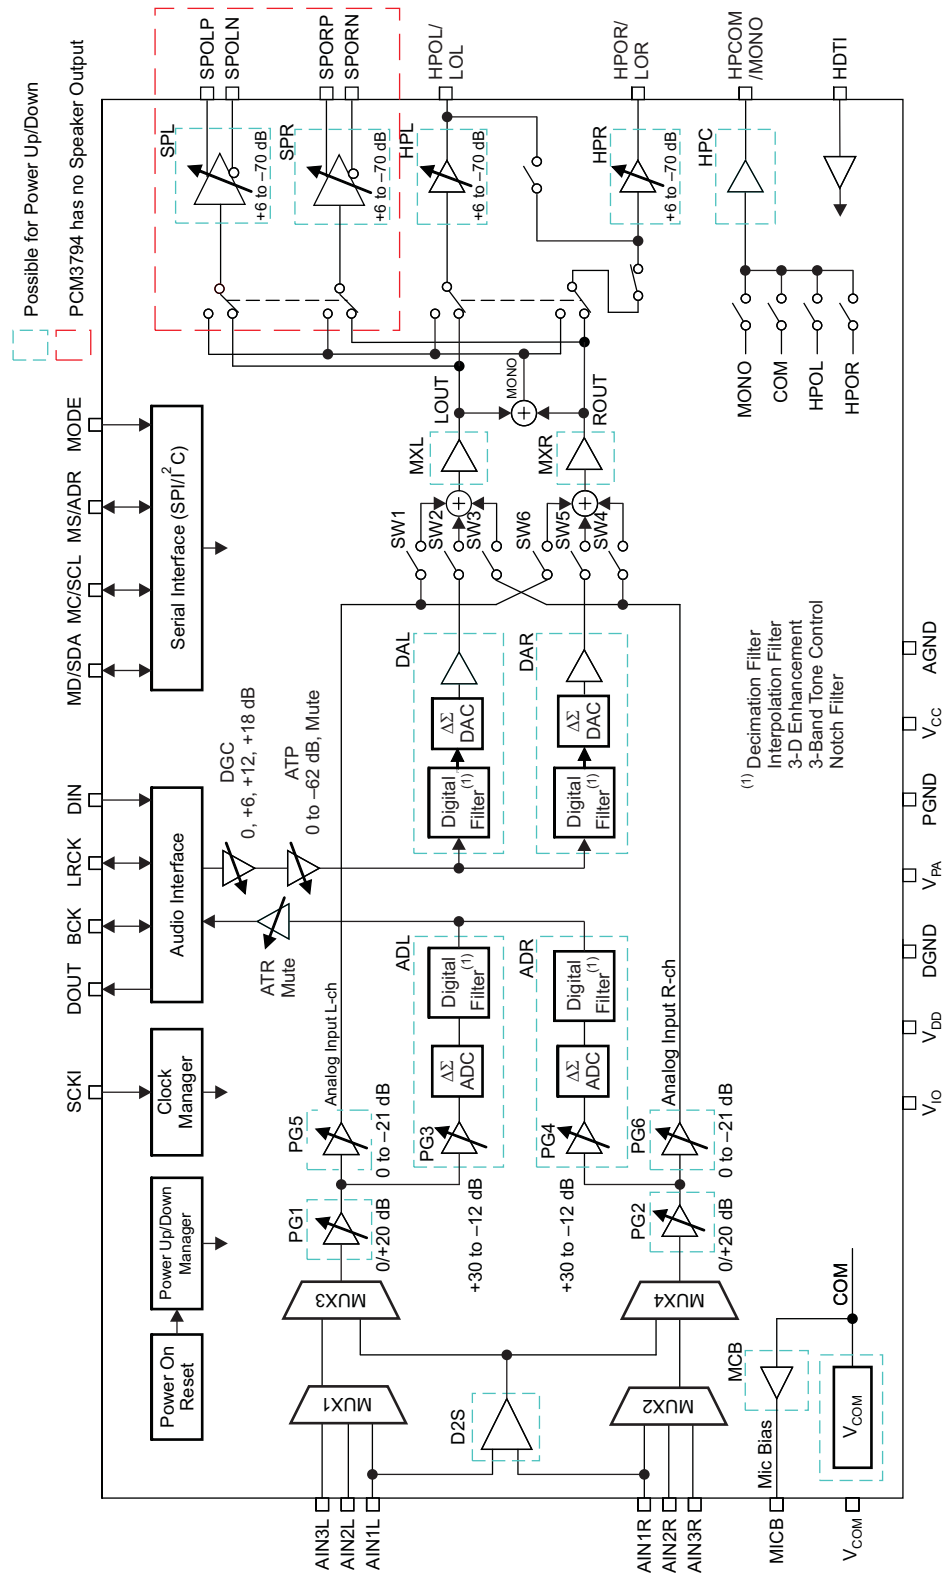 Possible for Power Up/Down
PCM3794 has no Speaker Output
SPOLP
SPOLN
SPORP
SPORN
HPOL/
LOL
HPOR/
LOR
HPCOM
/MONO
HDTI
SPL
+6 to –70 dB
SPR
+6 to –70 dB
HPL
+6 to –70 dB
HPR
+6 to –70 dB
HPC
MONO
COM
HPOL
HPOR
MODE
MS/ADR
MC/SCL
MD/SDA
Serial Interface (SPI/I²C)
LOUT
MONO
ROUT
MXL
MXR
SW1
SW2
SW3
SW6
SW5
SW4
DIN
LRCK
BCK
DOUT
Audio Interface
DGC
0, +6, +12, +18 dB
ATP
0 to –62 dB, Mute
ATR
Mute
DAL
ΔΣ
DAC
Digital
Filter(1)
DAR
ΔΣ
DAC
Digital
Filter(1)
(1) Decimation Filter
Interpolation Filter
3-D Enhancement
3-Band Tone Control
Notch Filter
ADL
Digital
Filter(1)
ΔΣ
ADC
PG3
+30 to –12 dB
ADR
Digital
Filter(1)
ΔΣ
ADC
PG4
+30 to –12 dB
Analog Input L-ch
Analog Input R-ch
PG5
0 to –21 dB
PG6
0 to –21 dB
PG1
0/+20 dB
PG2
0/+20 dB
SCKI
Clock
Manager
Power Up/Down
Manager
Power On
Reset
MUX3
MUX4
MUX1
MUX2
D2S
MCB
Mic Bias
COM
VCOM
AIN3L
AIN2L
AIN1L
AIN1R
AIN2R
AIN3R
MICB
VCOM
AGND
VCC
PGND
VPA
DGND
VDD
VIO